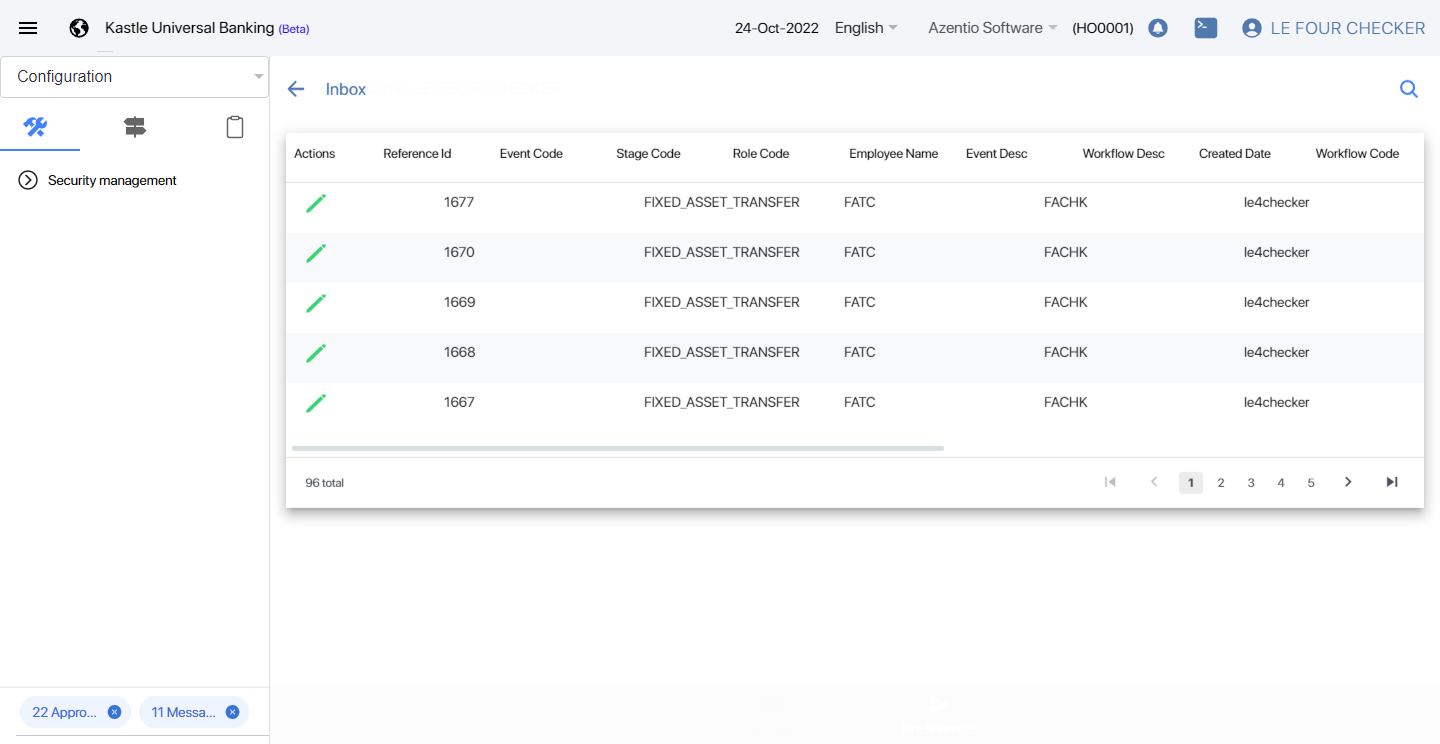 Kastle Universal Banking (Beta) 24-Oct-2022 English Azentio Software (HO0001) LE FOUR CHECKER
Configuration
Inbox
Actions Reference Id Event Code Stage Code Role Code Employee Name Event Desc Workflow Desc Created Date Workflow Code
Security management
1677 FIXED_ASSET_TRANSFER FATC FACHK le4checker
1670 FIXED_ASSET_TRANSFER FATC FACHK le4checker
1669 FIXED_ASSET_TRANSFER FATC FACHK le4checker
1668 FIXED_ASSET_TRANSFER FATC FACHK le4checker
1667 FIXED_ASSET_TRANSFER FATC FACHK le4checker
96 total 1 2 3 4 5
22 Appro... 11 Messa...